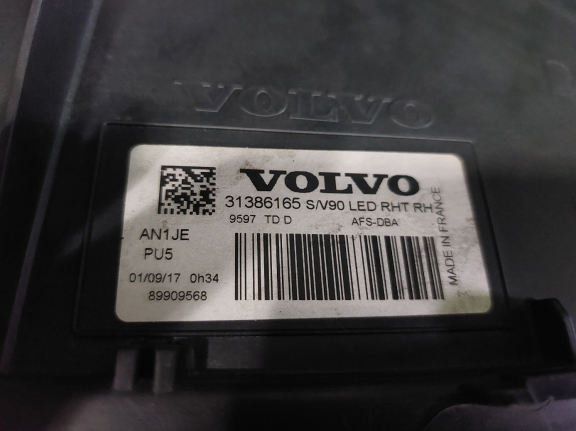 VOLVO
VOLVO
31386165 S/V90 LED RHT RH
9597 TD D AFS-DBA
AN1JE
PU5
01/09/17 0h34
89909568
MADE IN FRANCE